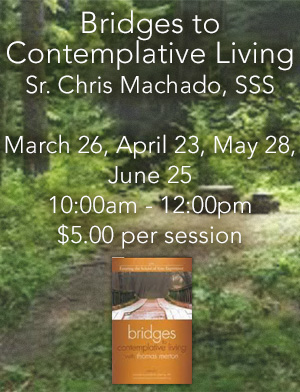 Bridges to
Contemplative Living
Sr. Chris Machado, SSS
March 26, April 23, May 28,
June 25
10:00am - 12:00pm
$5.00 per session
bridges
contemplative living
with thomas merton